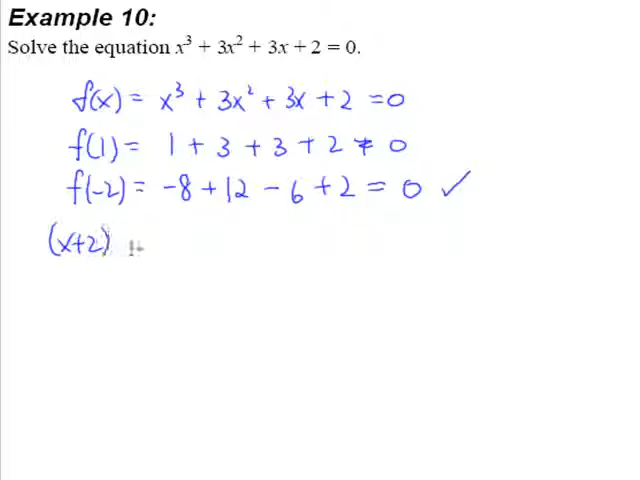 Example 10:
Solve the equation x³ + 3x² + 3x + 2 = 0.
f(x) = x³ + 3x² + 3x + 2 = 0
f(1) = 1 + 3 + 3 + 2 ≠ 0
f(-2) = -8 + 12 - 6 + 2 = 0 ✓
(x+2)